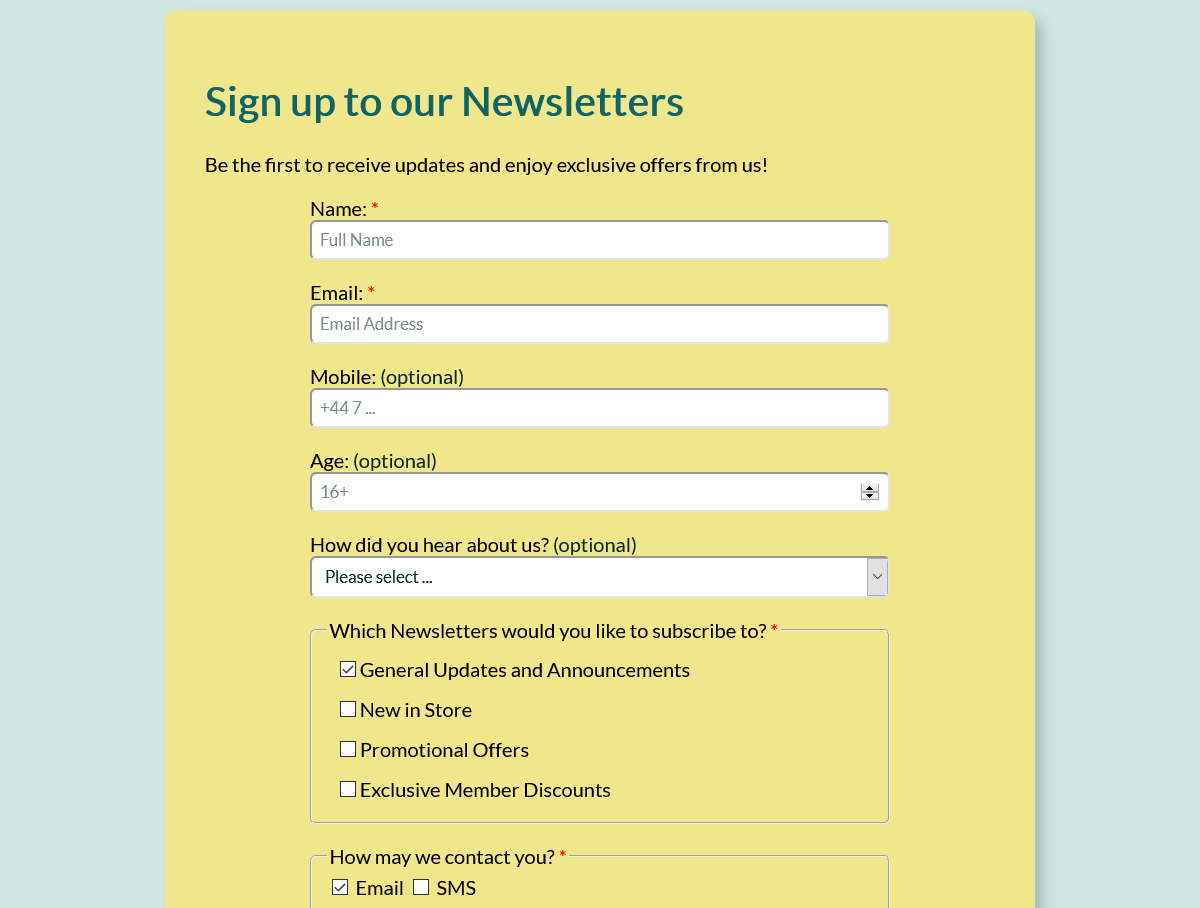 Sign up to our Newsletters
Be the first to receive updates and enjoy exclusive offers from us!
Name: *
Full Name
Email: *
Email Address
Mobile: (optional)
+44 7 ...
Age: (optional)
16+
How did you hear about us? (optional)
Please select ...
Which Newsletters would you like to subscribe to? *
General Updates and Announcements
New in Store
Promotional Offers
Exclusive Member Discounts
How may we contact you? *
Email SMS